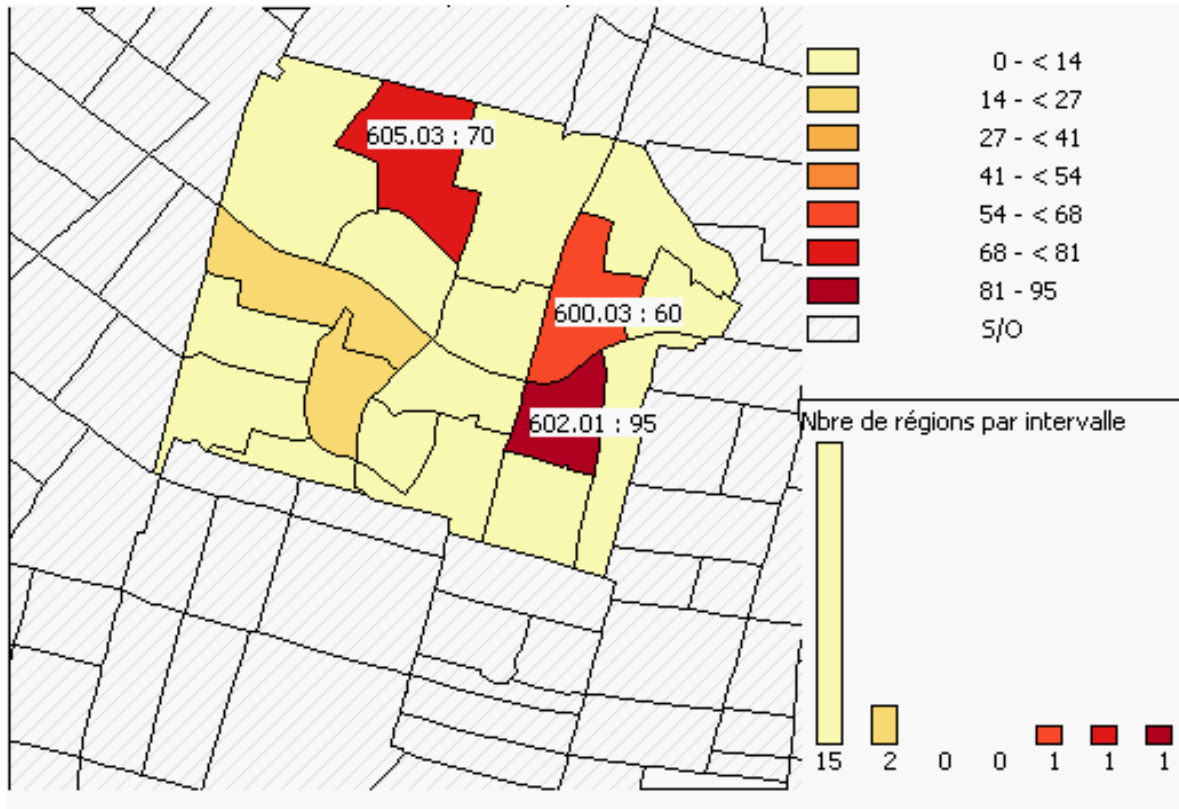 605.03 : 70
600.03 : 60
602.01 : 95
0 - < 14
14 - < 27
27 - < 41
41 - < 54
54 - < 68
68 - < 81
81 - 95
S/O
Nbre de régions par intervalle
15 2 0 0 1 1 1